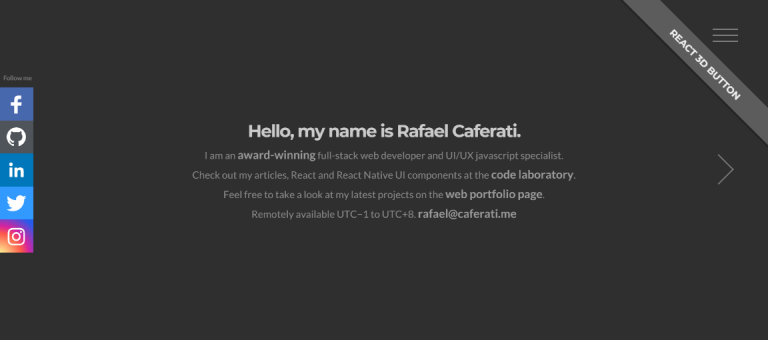 REACT 3D BUTTON
Follow me
Hello, my name is Rafael Caferati.
I am an award-winning full-stack web developer and UI/UX javascript specialist.
Check out my articles, React and React Native UI components at the code laboratory.
Feel free to take a look at my latest projects on the web portfolio page.
Remotely available UTC−1 to UTC+8. rafael@caferati.me